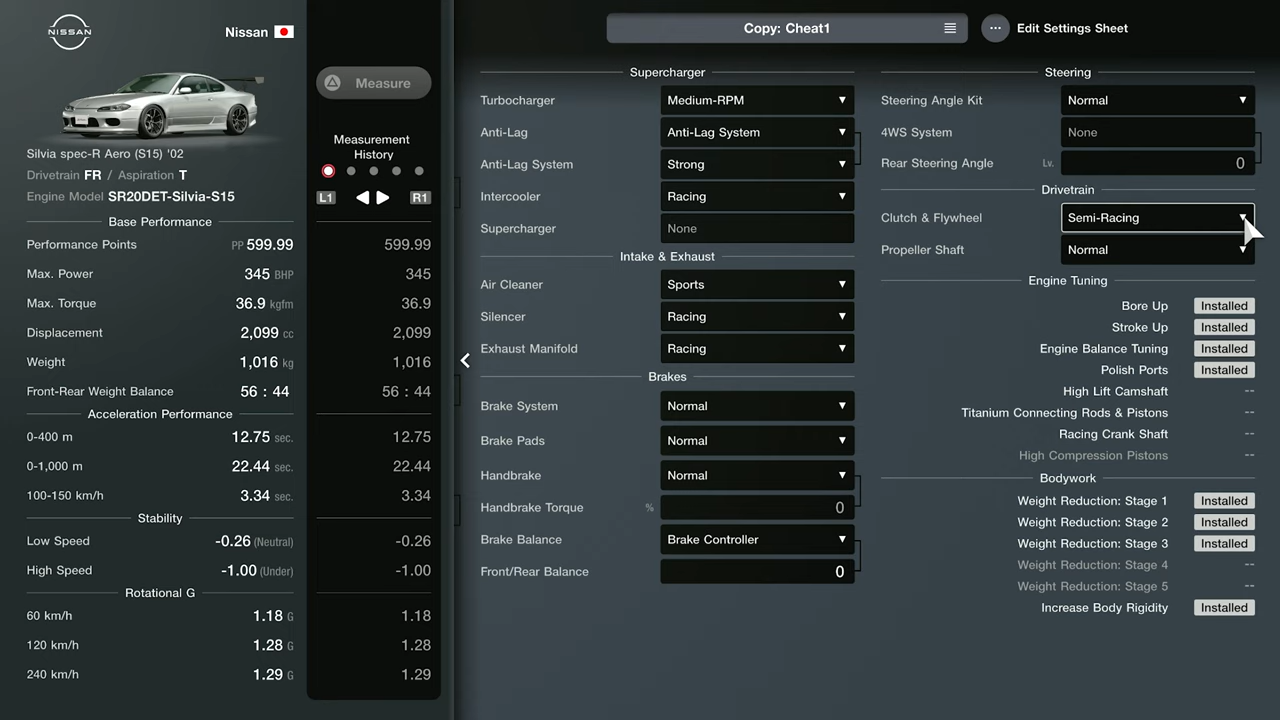 NISSAN
Nissan
Silvia spec-R Aero (S15) '02
Drivetrain FR / Aspiration T
Engine Model SR20DET-Silvia-S15
Base Performance
Performance Points PP 599.99
Max. Power 345 BHP
Max. Torque 36.9 kgfm
Displacement 2,099 cc
Weight 1,016 kg
Front-Rear Weight Balance 56 : 44
Acceleration Performance
0-400 m 12.75 sec.
0-1,000 m 22.44 sec.
100-150 km/h 3.34 sec.
Stability
Low Speed -0.26 (Neutral)
High Speed -1.00 (Under)
Rotational G
60 km/h 1.18 G
120 km/h 1.28 G
240 km/h 1.29 G
Measure
Measurement
History
L1 R1
599.99
345
36.9
2,099
1,016
56 : 44
12.75
22.44
3.34
-0.26
-1.00
1.18
1.28
1.29
Copy: Cheat1
Edit Settings Sheet
Supercharger
Turbocharger Medium-RPM
Anti-Lag Anti-Lag System
Anti-Lag System Strong
Intercooler Racing
Supercharger None
Intake & Exhaust
Air Cleaner Sports
Silencer Racing
Exhaust Manifold Racing
Brakes
Brake System Normal
Brake Pads Normal
Handbrake Normal
Handbrake Torque % 0
Brake Balance Brake Controller
Front/Rear Balance 0
Steering
Steering Angle Kit Normal
4WS System None
Rear Steering Angle Lv. 0
Drivetrain
Clutch & Flywheel Semi-Racing
Propeller Shaft Normal
Engine Tuning
Bore Up Installed
Stroke Up Installed
Engine Balance Tuning Installed
Polish Ports Installed
High Lift Camshaft --
Titanium Connecting Rods & Pistons --
Racing Crank Shaft --
High Compression Pistons --
Bodywork
Weight Reduction: Stage 1 Installed
Weight Reduction: Stage 2 Installed
Weight Reduction: Stage 3 Installed
Weight Reduction: Stage 4 --
Weight Reduction: Stage 5 --
Increase Body Rigidity Installed